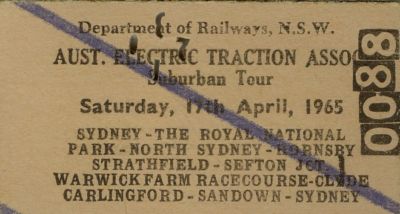 Department of Railways, N.S.W.
AUST. ELECTRIC TRACTION ASSO
Suburban Tour
Saturday, 17th April, 1965
SYDNEY - THE ROYAL NATIONAL
PARK - NORTH SYDNEY - HORNSBY
STRATHFIELD - SEFTON JCT.
WARWICK FARM RACECOURSE - CLYDE
CARLINGFORD - SANDOWN - SYDNEY
0088